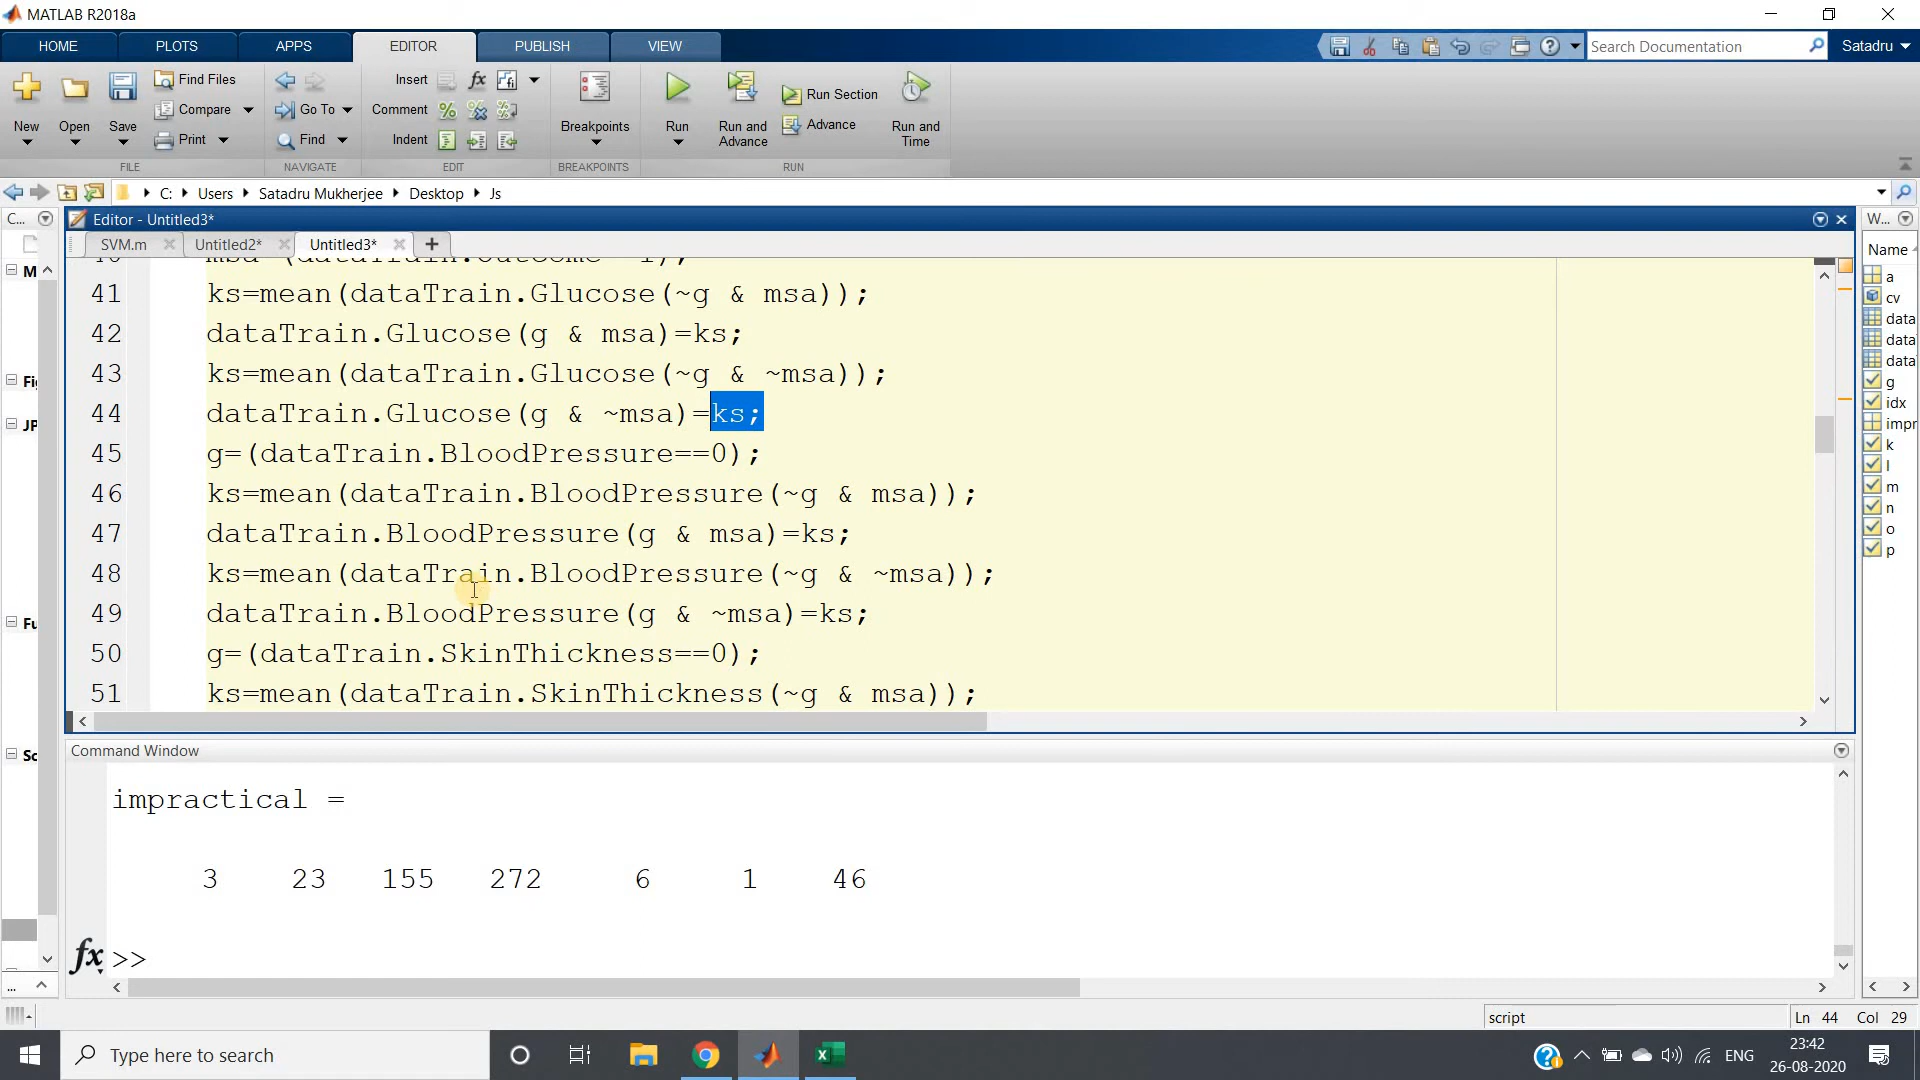 MATLAB R2018a
HOME PLOTS APPS EDITOR PUBLISH VIEW
Search Documentation
Satadru
New Open Save
Find Files
Compare
Print
Go To
Find
Insert
Comment
Indent
Breakpoints
Run
Run and Advance
Run Section
Advance
Run and Time
FILE NAVIGATE EDIT BREAKPOINTS RUN
C: Users Satadru Mukherjee Desktop Js
C...
Editor - Untitled3*
W...
SVM.m Untitled2* Untitled3*
Name
41 ks=mean(dataTrain.Glucose(~g & msa));
42 dataTrain.Glucose(g & msa)=ks;
43 ks=mean(dataTrain.Glucose(~g & ~msa));
44 dataTrain.Glucose(g & ~msa)=ks;
45 g=(dataTrain.BloodPressure==0);
46 ks=mean(dataTrain.BloodPressure(~g & msa));
47 dataTrain.BloodPressure(g & msa)=ks;
48 ks=mean(dataTrain.BloodPressure(~g & ~msa));
49 dataTrain.BloodPressure(g & ~msa)=ks;
50 g=(dataTrain.SkinThickness==0);
51 ks=mean(dataTrain.SkinThickness(~g & msa));
M
Fi
JP
Fu
Sc
...
a
cv
data
data
data
g
idx
impr
k
l
m
n
o
p
Command Window
impractical =
3 23 155 272 6 1 46
fx >>
script
Ln 44 Col 29
Type here to search
ENG
23:42
26-08-2020